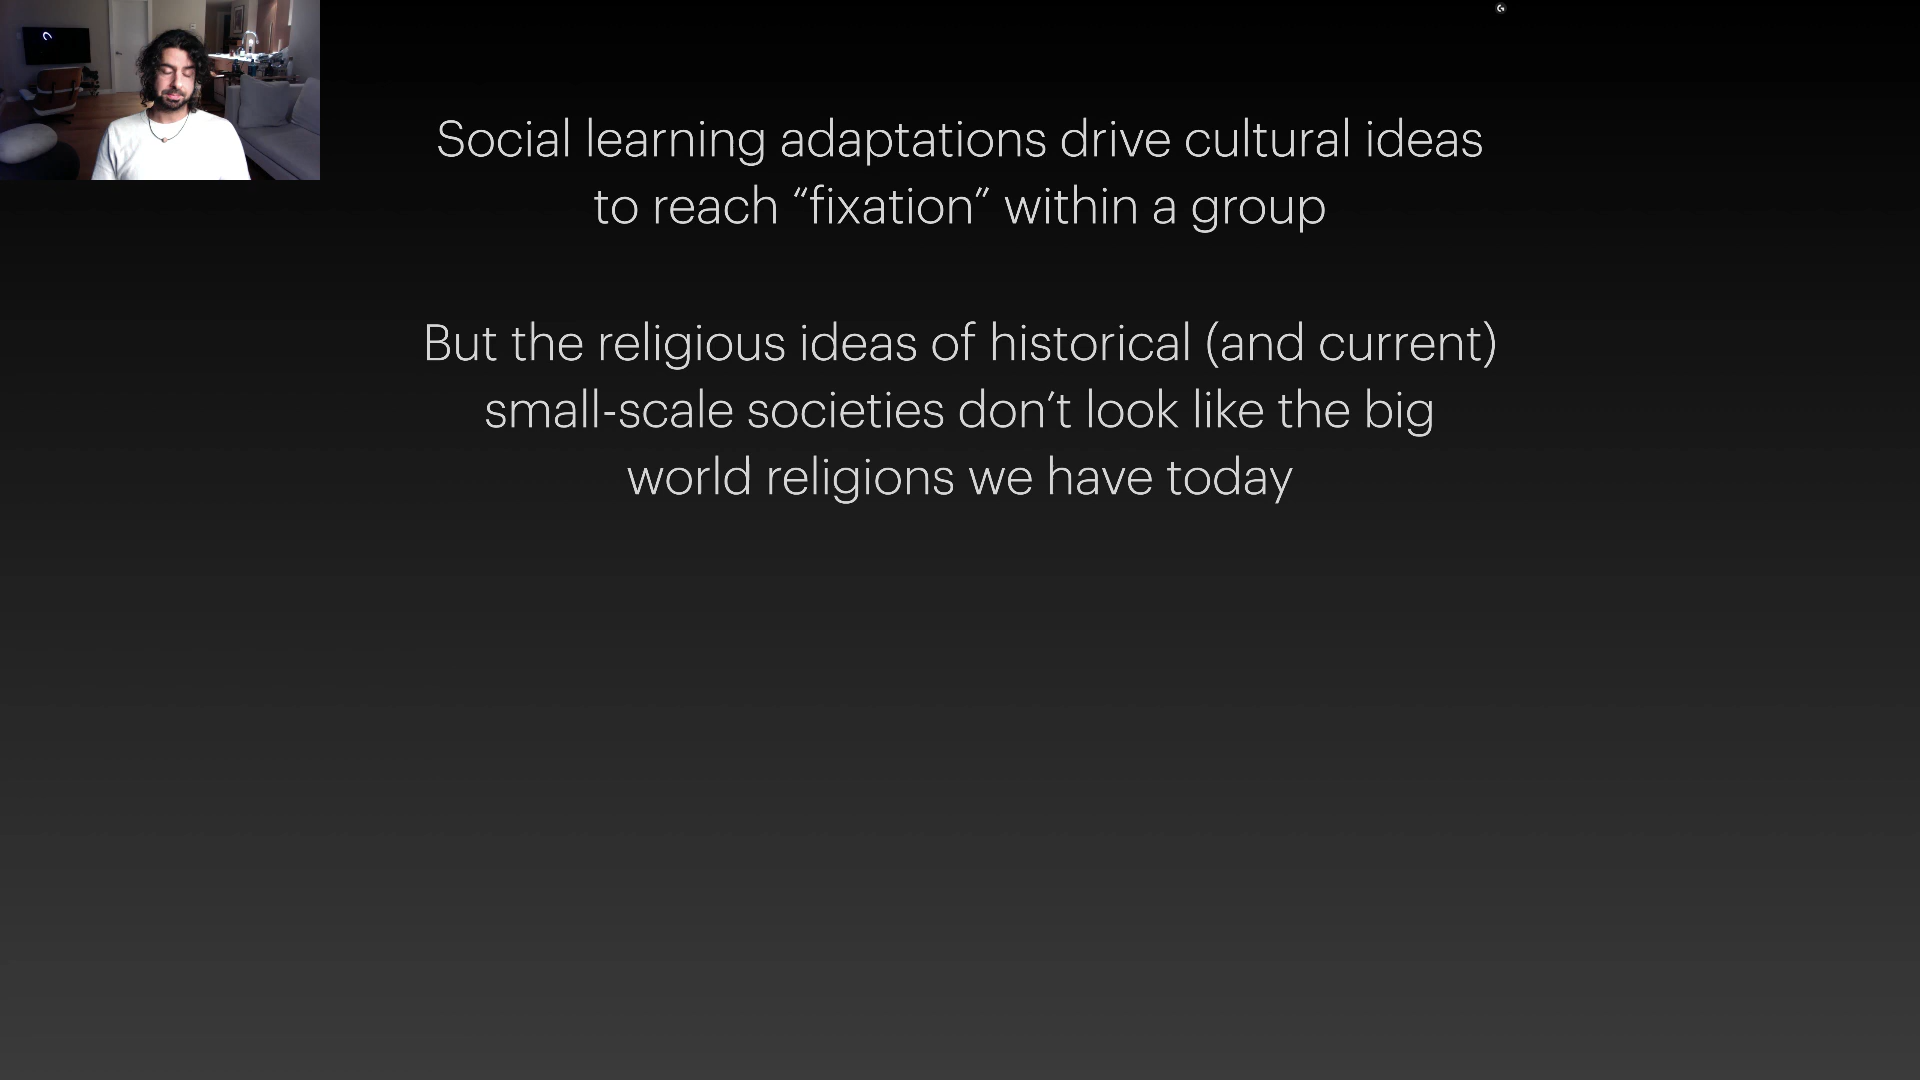 Social learning adaptations drive cultural ideas
to reach “fixation” within a group
But the religious ideas of historical (and current)
small-scale societies don’t look like the big
world religions we have today